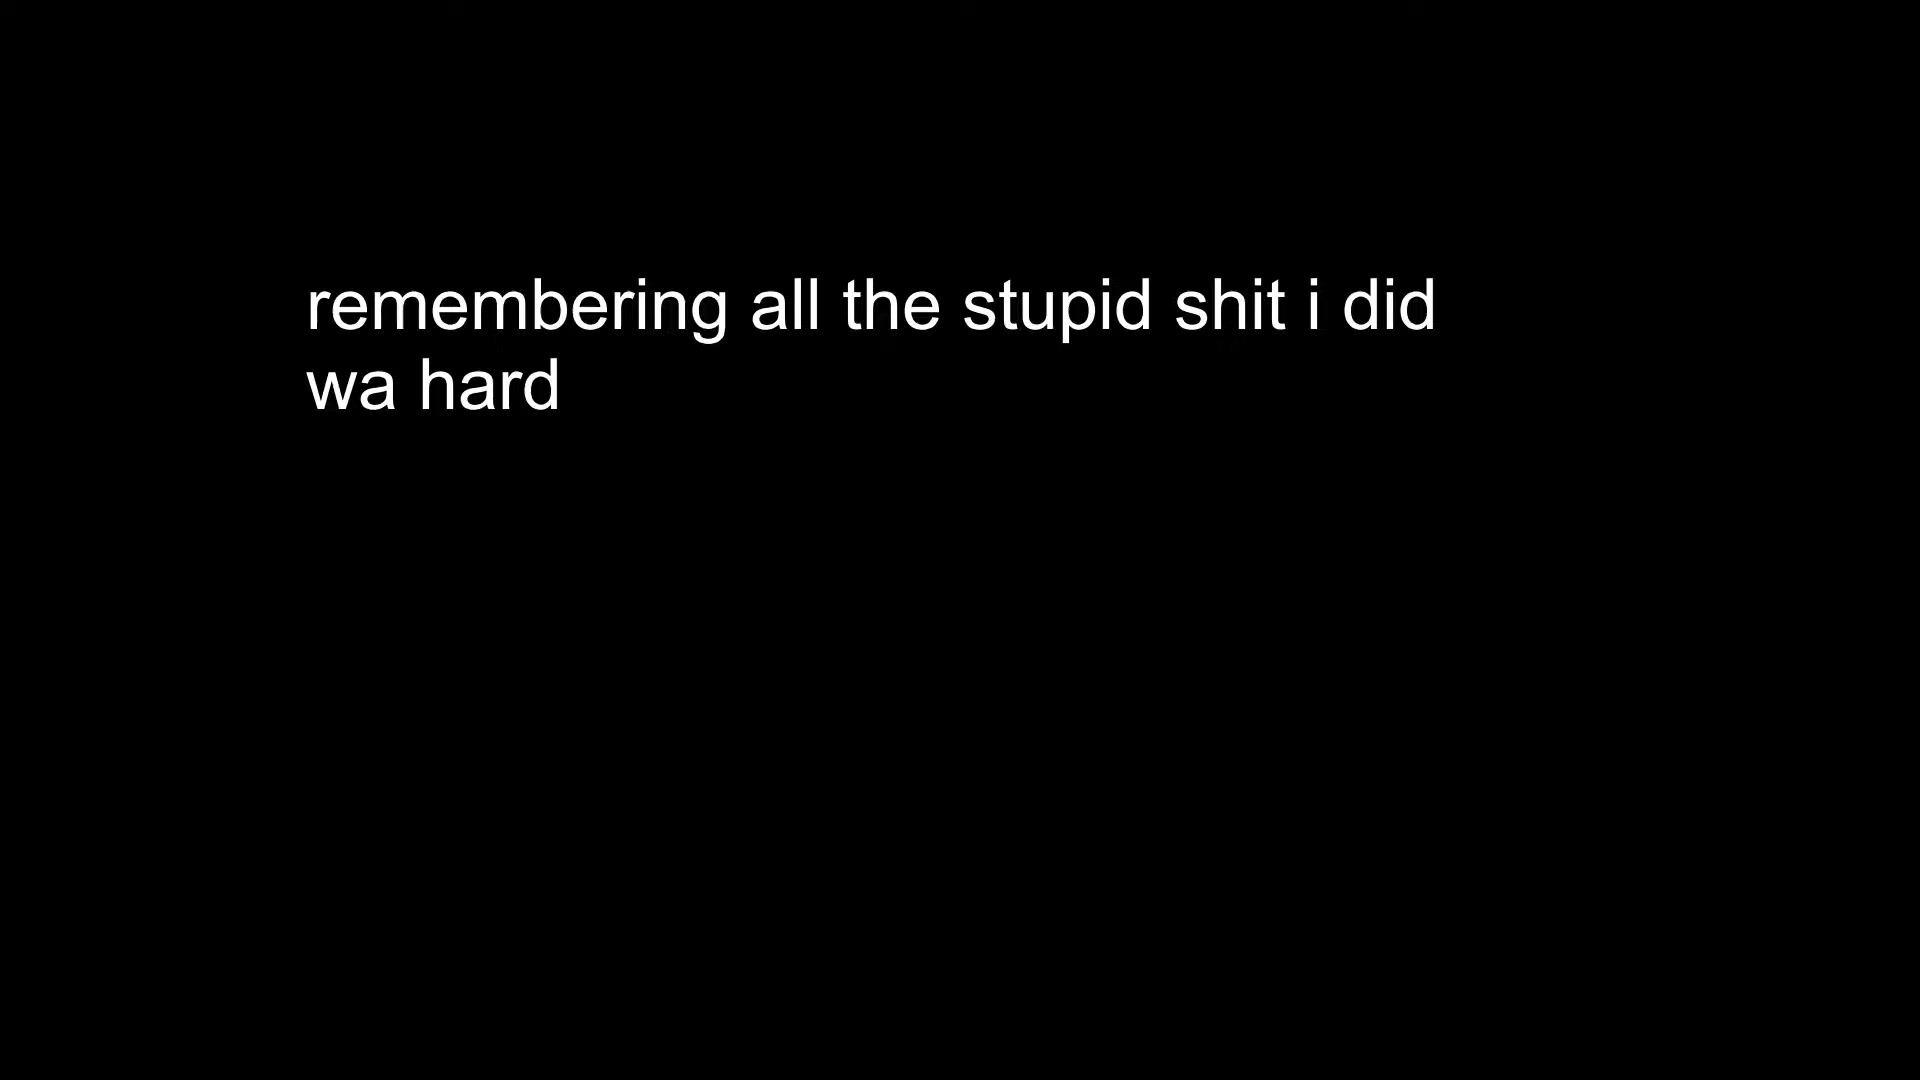 remembering all the stupid shit i did
wa hard